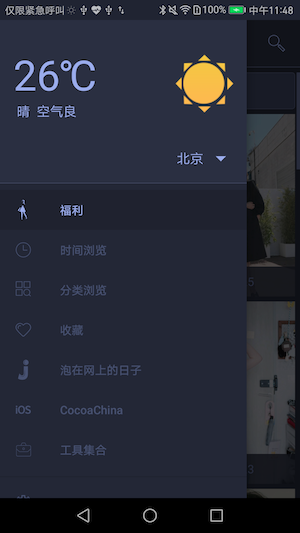 仅限紧急呼叫 100% 中午11:48
26℃
晴 空气良
北京
福利
时间浏览
分类浏览
收藏
泡在网上的日子
iOS CocoaChina
工具集合
5
3